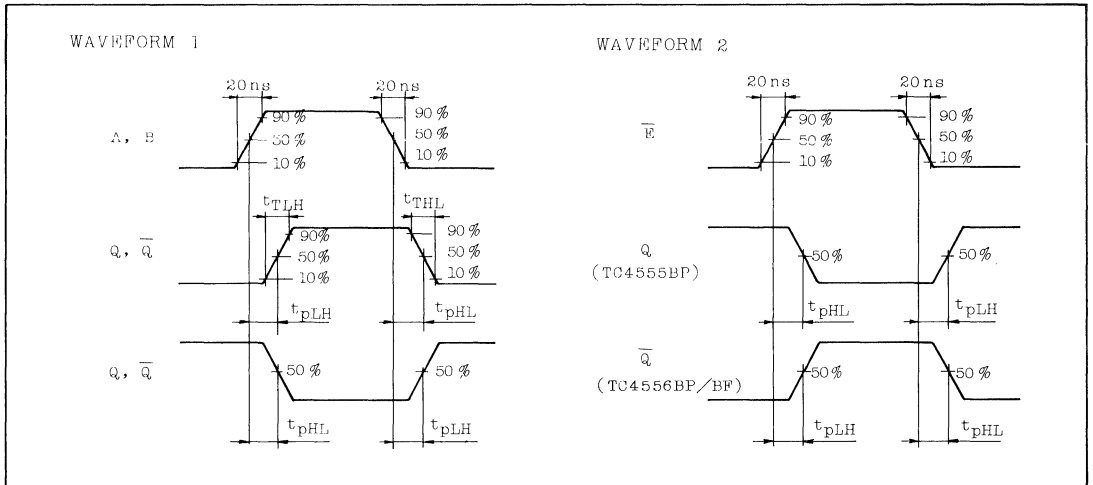 WAVEFORM 1
20ns
20ns
A, B
90%
50%
10%
90%
50%
10%
tTLH
tTHL
Q, Q̅
90%
50%
10%
90%
50%
10%
tpLH
tpHL
Q, Q̅
50%
50%
tpHL
tpLH
WAVEFORM 2
20ns
20ns
E̅
90%
50%
10%
90%
50%
10%
Q
(TC4555BP)
50%
50%
tpHL
tpLH
Q̅
(TC4556BP/BF)
50%
50%
tpLH
tpHL